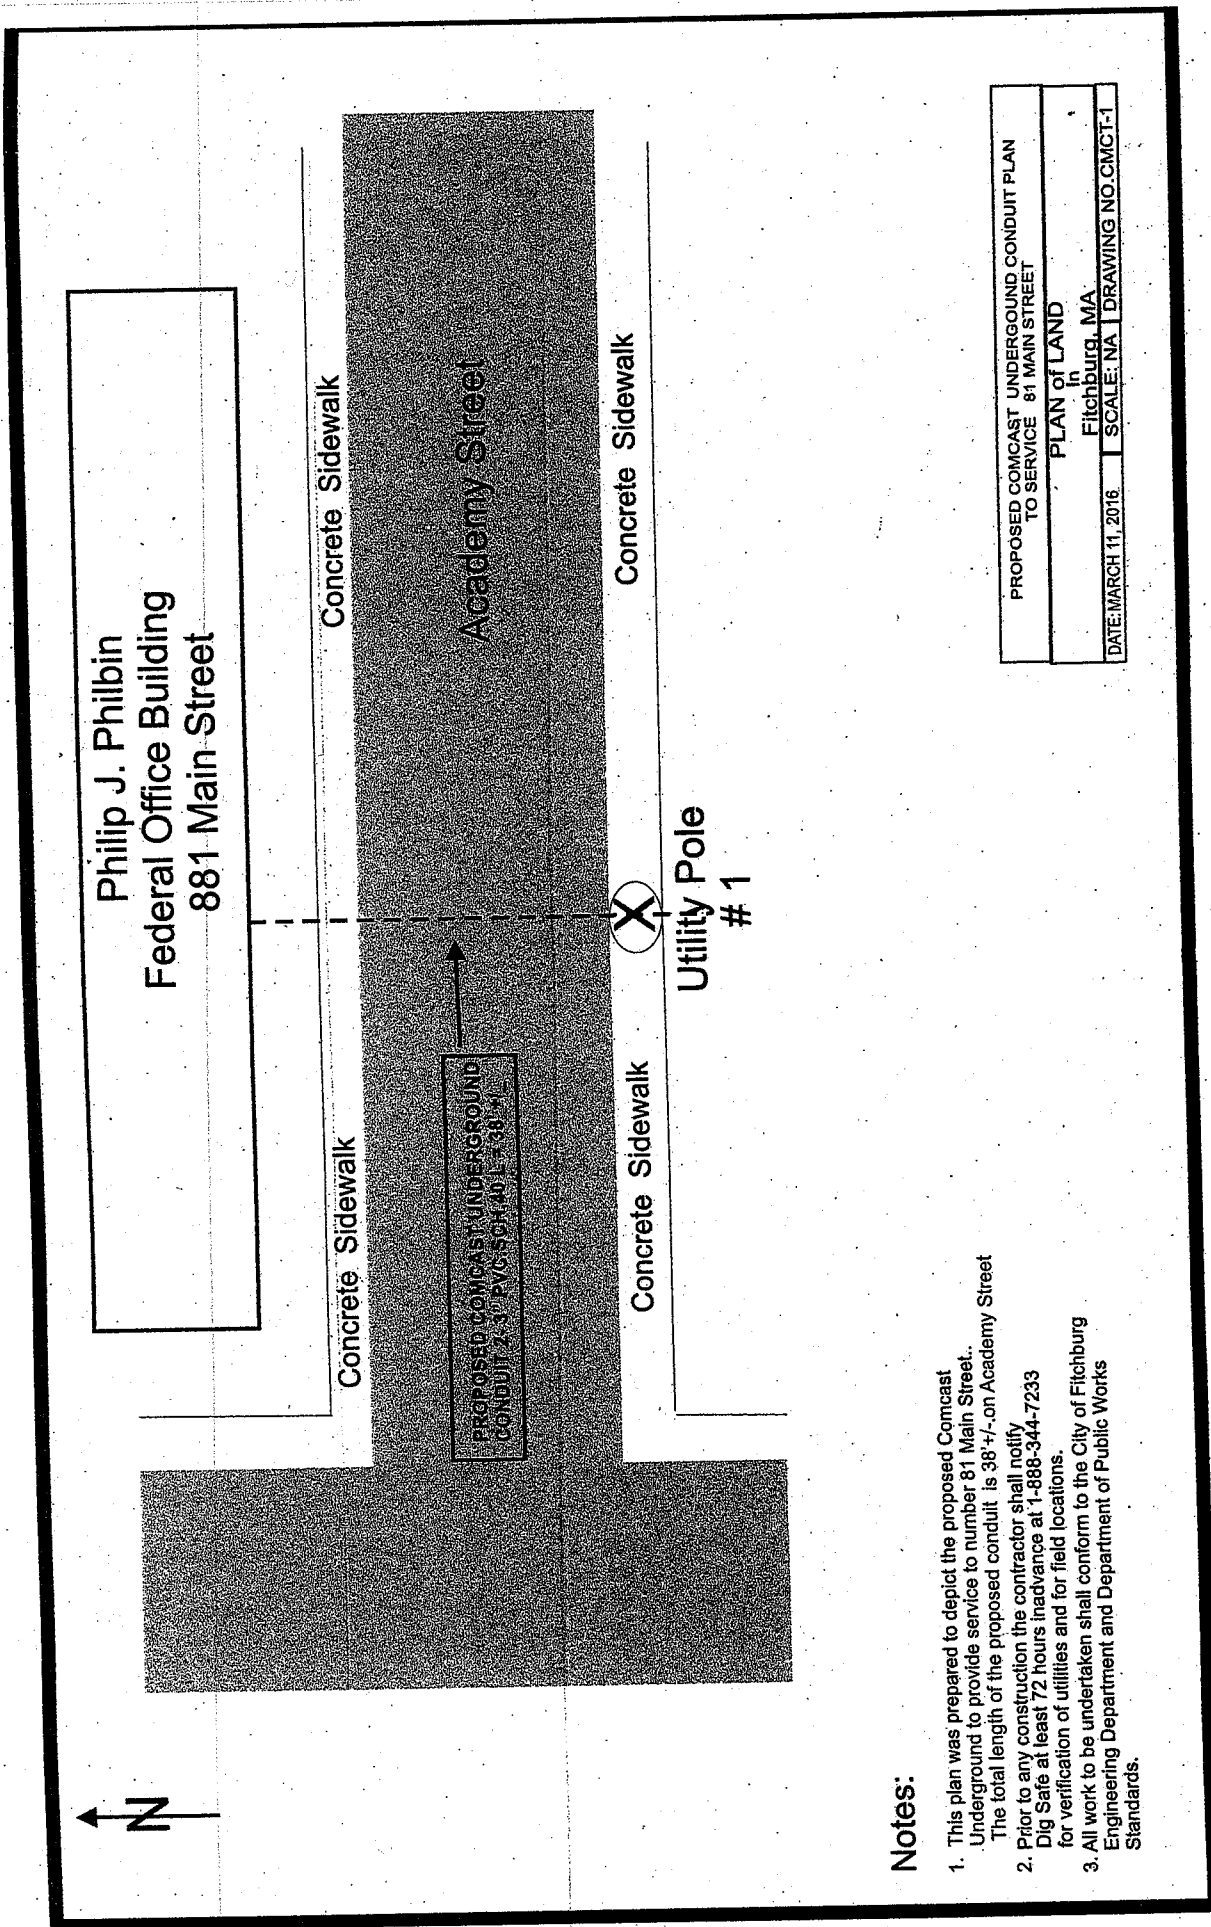 N
Philip J. Philbin
Federal Office Building
881 Main Street
Concrete Sidewalk
Concrete Sidewalk
PROPOSED COMCAST UNDERGROUND
CONDUIT 2- 3" PVC SCH 40 L = 38'+/-
Academy Street
Concrete Sidewalk
X
Concrete Sidewalk
Utility Pole
# 1
Notes:
1. This plan was prepared to depict the proposed Comcast
Underground to provide service to number 81 Main Street..
The total length of the proposed conduit is 38'+/-.on Academy Street
2. Prior to any construction the contractor shall notify
Dig Safe at least 72 hours inadvance at 1-888-344-7233
for verification of utilities and for field locations.
3. All work to be undertaken shall conform to the City of Fitchburg
Engineering Department and Department of Public Works
Standards.
PROPOSED COMCAST UNDERGOUND CONDUIT PLAN
TO SERVICE 81 MAIN STREET
PLAN of LAND
In
Fitchburg, MA
DATE:MARCH 11, 2016 SCALE: NA DRAWING NO.CMCT-1